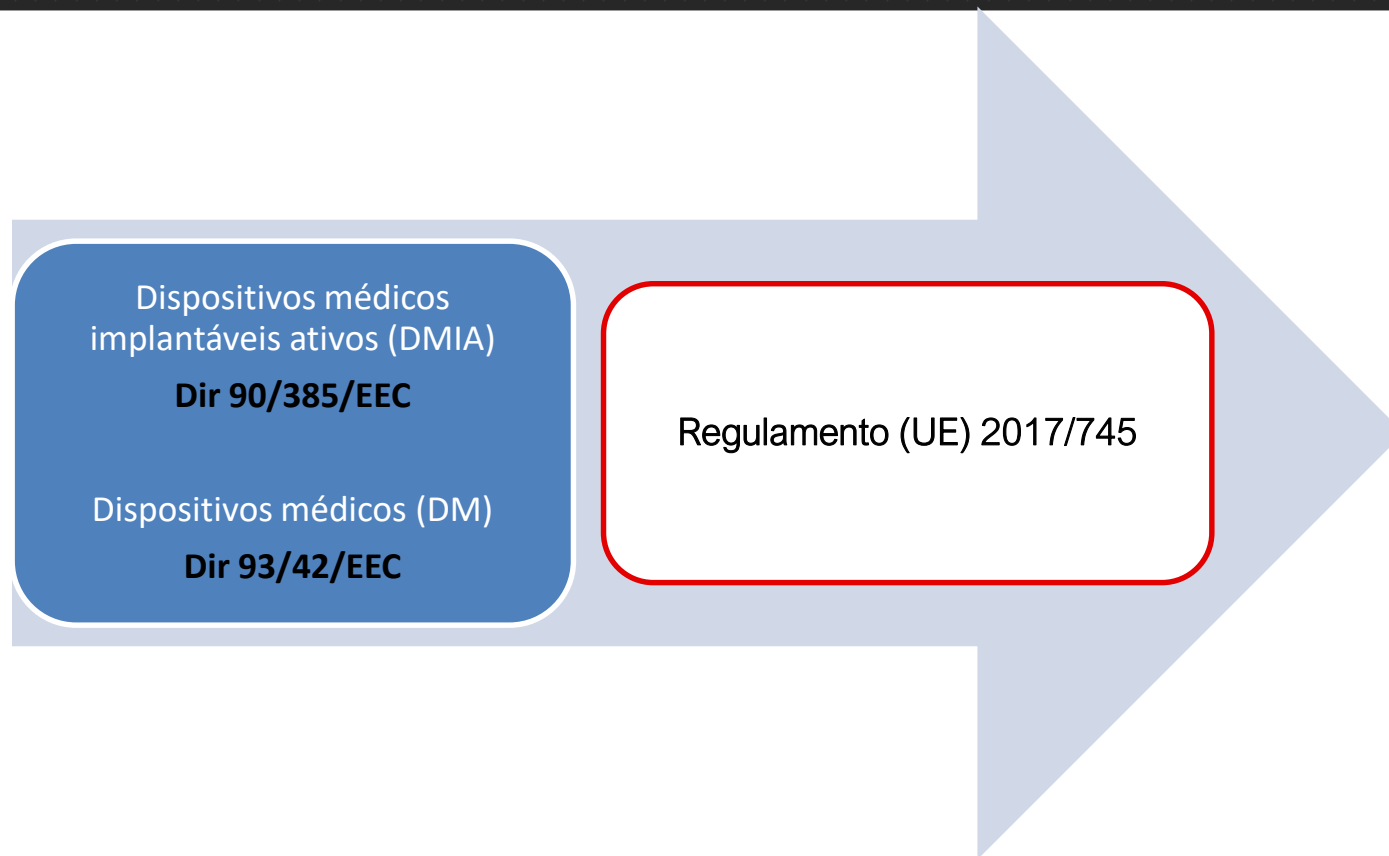 Dispositivos médicos
implantáveis ativos (DMIA)
Dir 90/385/EEC
Dispositivos médicos (DM)
Dir 93/42/EEC
Regulamento (UE) 2017/745